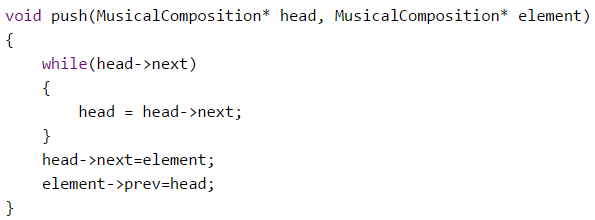 void push(MusicalComposition* head, MusicalComposition* element)
{
    while(head->next)
    {
        head = head->next;
    }
    head->next=element;
    element->prev=head;
}